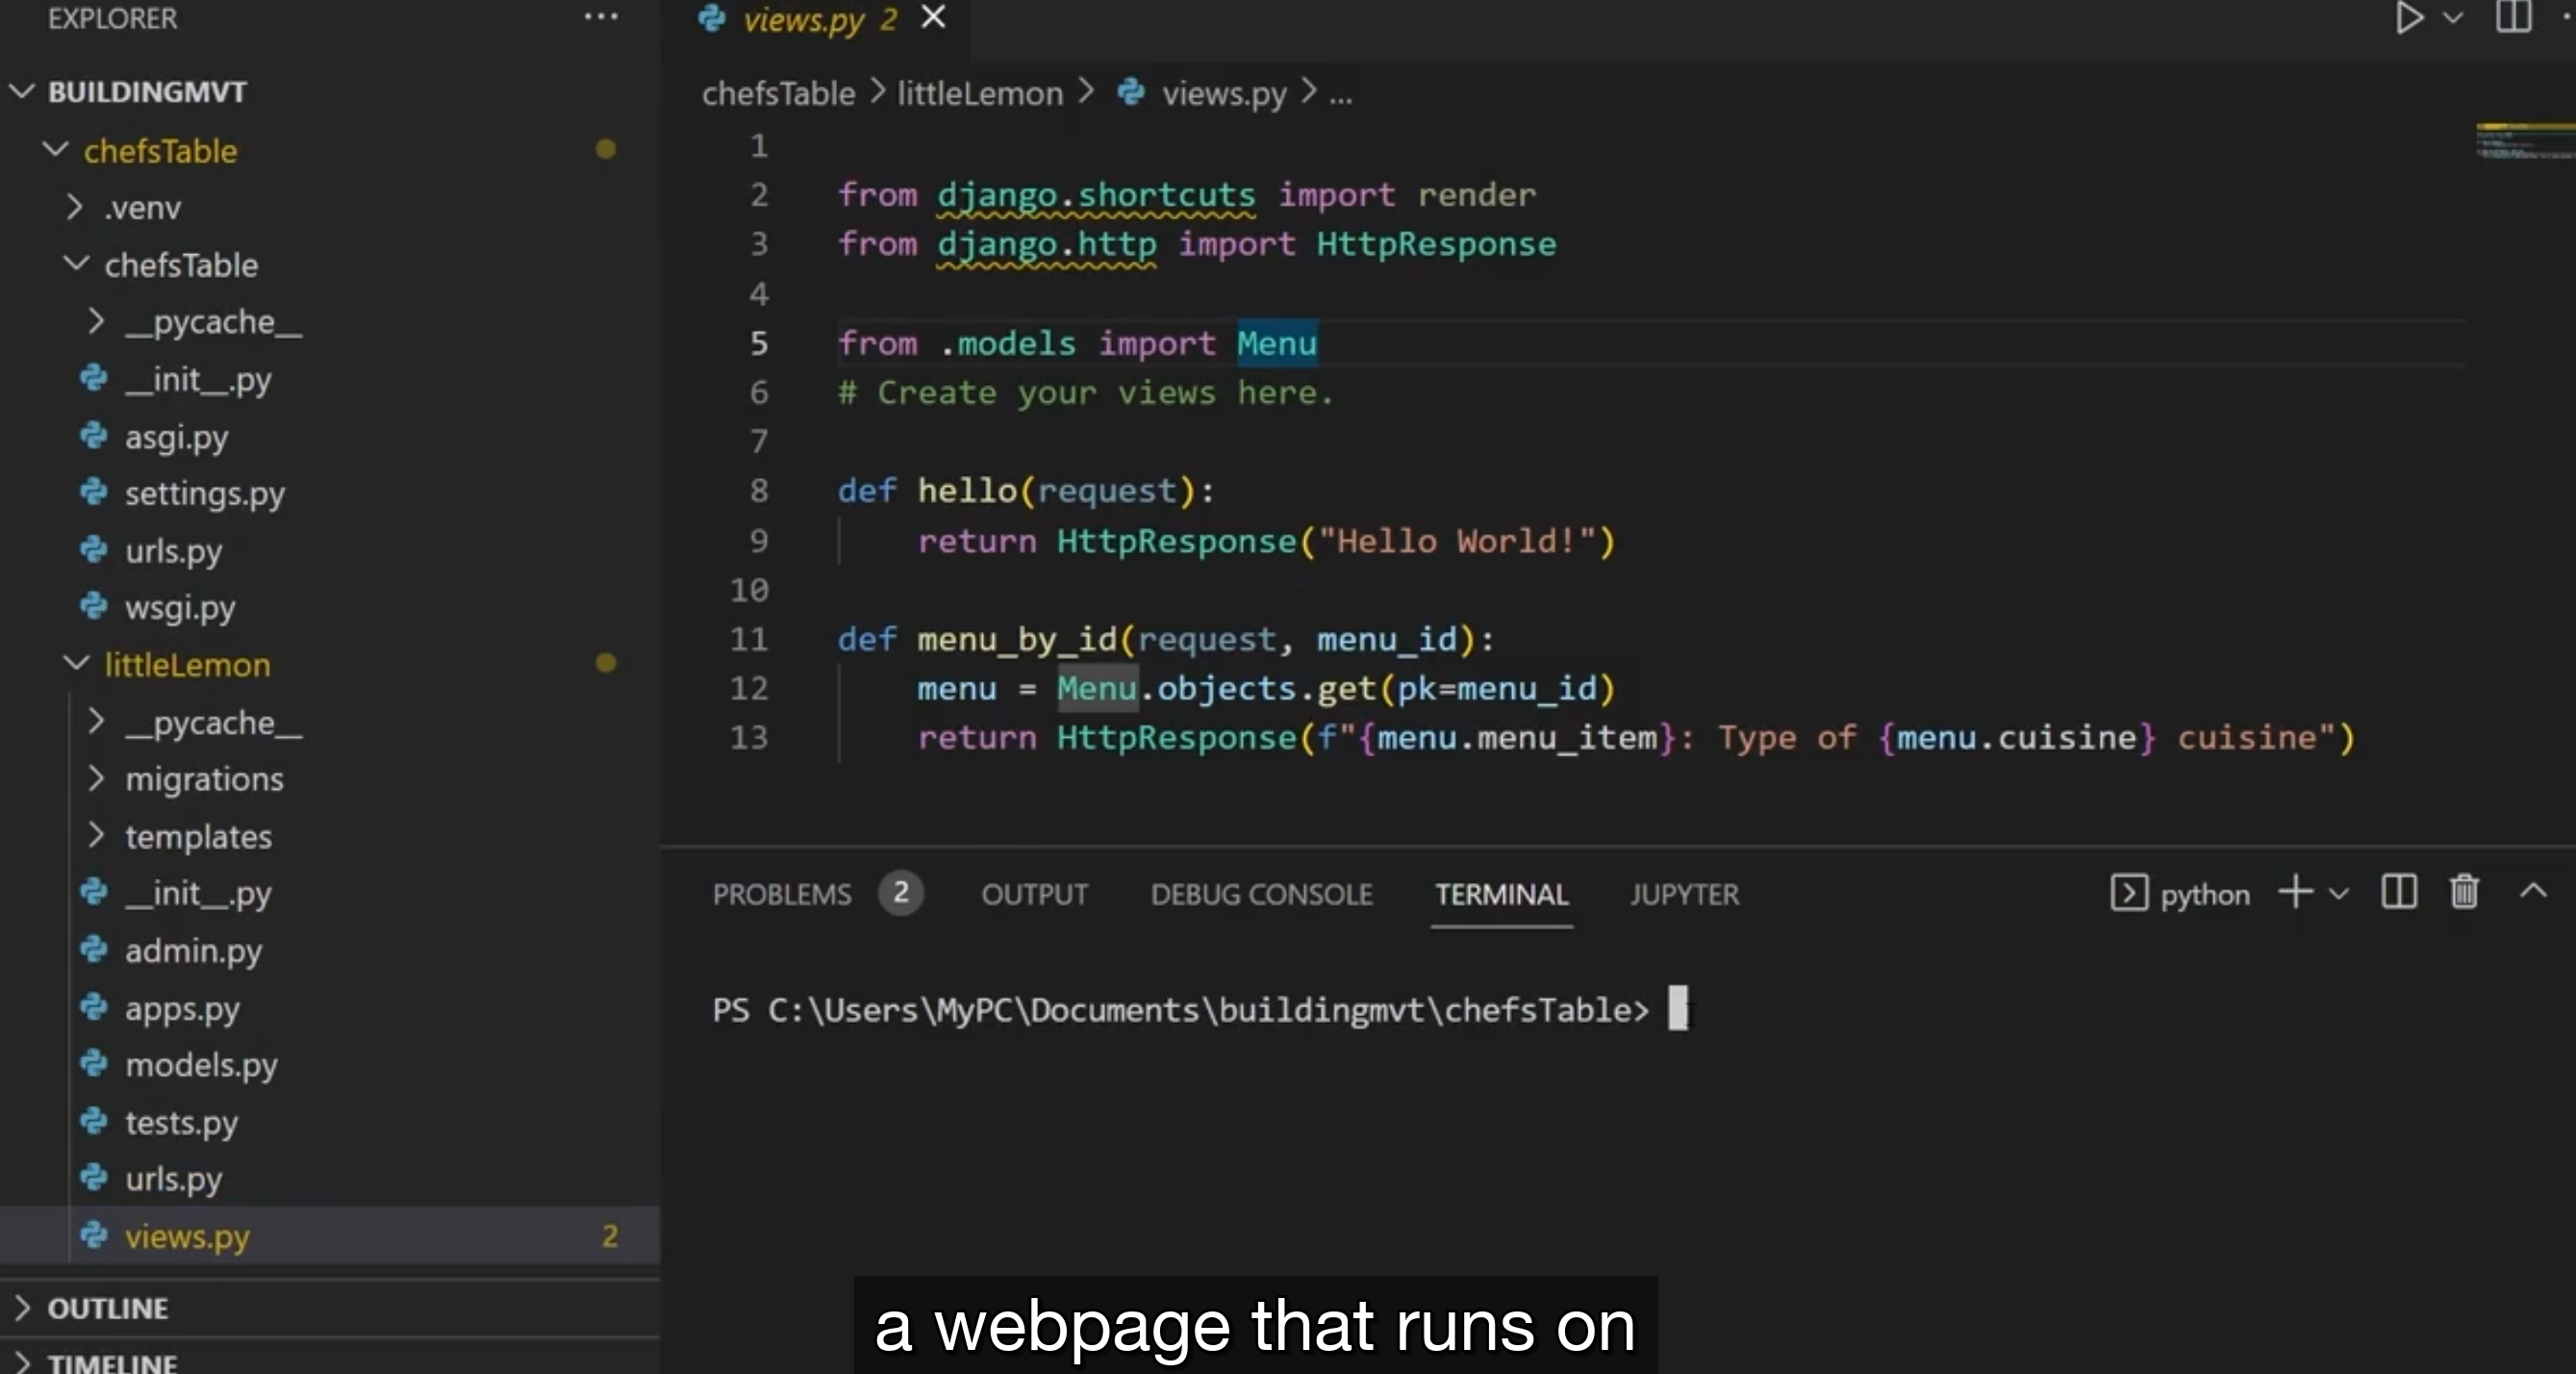 EXPLORER
...
BUILDINGMVT
chefsTable
.venv
chefsTable
__pycache__
__init__.py
asgi.py
settings.py
urls.py
wsgi.py
littleLemon
__pycache__
migrations
templates
__init__.py
admin.py
apps.py
models.py
tests.py
urls.py
views.py 2
OUTLINE
TIMELINE
views.py 2
chefsTable > littleLemon > views.py > ...
1
2 from django.shortcuts import render
3 from django.http import HttpResponse
4
5 from .models import Menu
6 # Create your views here.
7
8 def hello(request):
9 return HttpResponse("Hello World!")
10
11 def menu_by_id(request, menu_id):
12 menu = Menu.objects.get(pk=menu_id)
13 return HttpResponse(f"{menu.menu_item}: Type of {menu.cuisine} cuisine")
PROBLEMS 2 OUTPUT DEBUG CONSOLE TERMINAL JUPYTER python
PS C:\Users\MyPC\Documents\buildingmvt\chefsTable>
a webpage that runs on